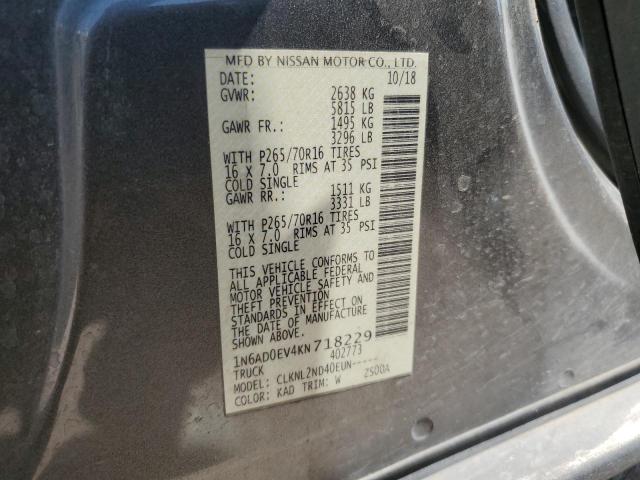 MFD BY NISSAN MOTOR CO., LTD.
DATE: 10/18
GVWR: 2638 KG
5815 LB
GAWR FR.: 1495 KG
3296 LB
WITH P265/70R16 TIRES
16 X 7.0 RIMS AT 35 PSI
COLD SINGLE
GAWR RR.: 1511 KG
3331 LB
WITH P265/70R16 TIRES
16 X 7.0 RIMS AT 35 PSI
COLD SINGLE
THIS VEHICLE CONFORMS TO
ALL APPLICABLE FEDERAL
MOTOR VEHICLE SAFETY AND
THEFT PREVENTION
STANDARDS IN EFFECT ON
THE DATE OF MANUFACTURE
1N6AD0EV4KN718229
TRUCK 402773
MODEL: CLKNL2ND40EUN-----
COLOR: KAD TRIM: W 2500A